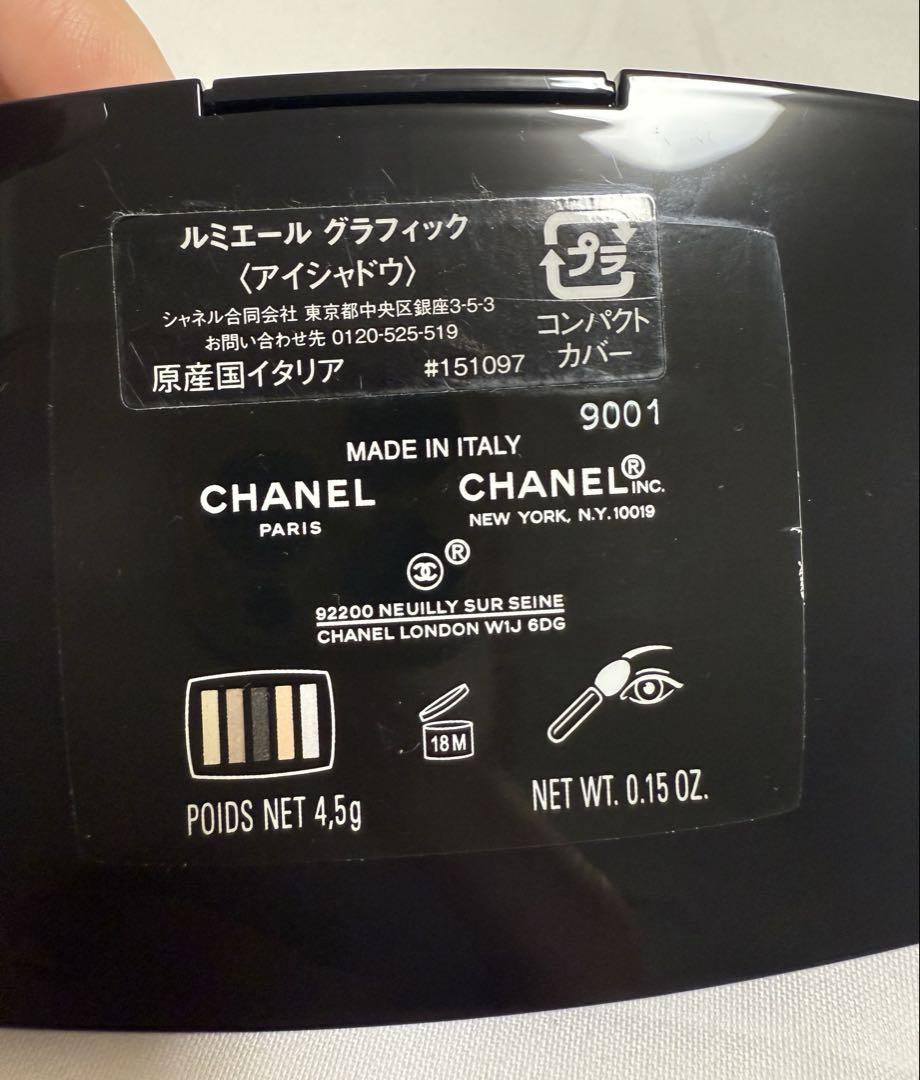 ルミエール グラフィック
〈アイシャドウ〉
シャネル合同会社 東京都中央区銀座3-5-3
お問い合わせ先 0120-525-519
原産国イタリア #151097
プラ
コンパクト
カバー
9001
MADE IN ITALY
CHANEL
PARIS
CHANEL® INC.
NEW YORK, N.Y. 10019
®
92200 NEUILLY SUR SEINE
CHANEL LONDON W1J 6DG
18M
POIDS NET 4,5g
NET WT. 0.15 OZ.